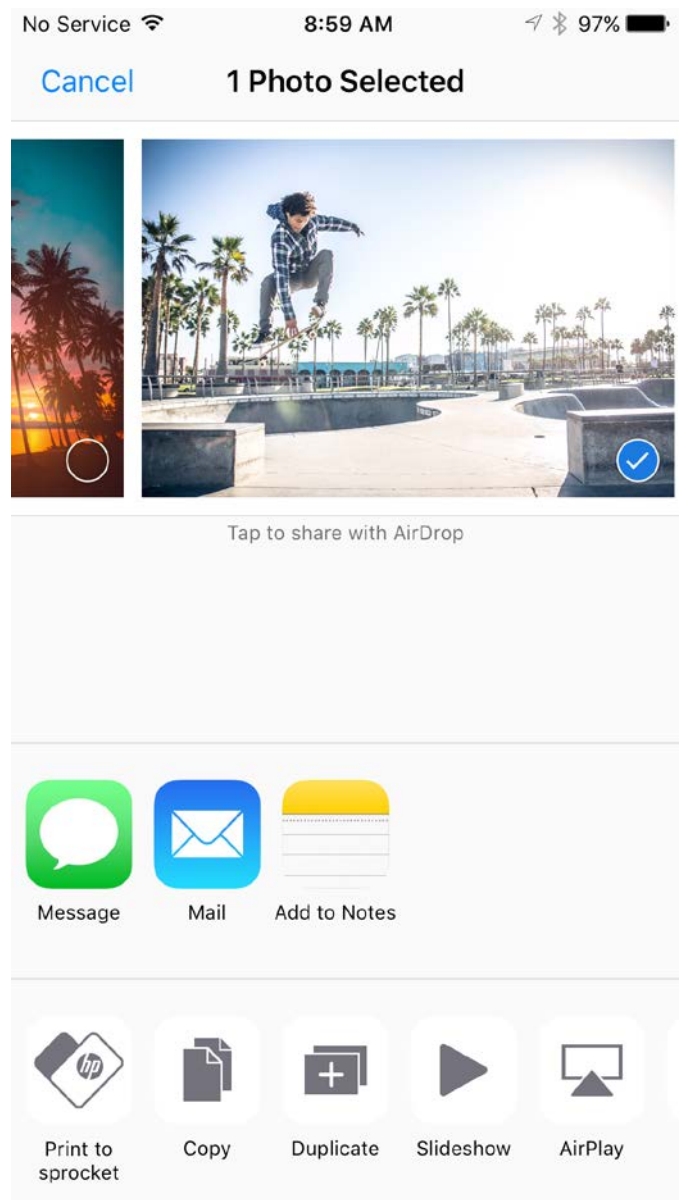 No Service 8:59 AM 97%
Cancel 1 Photo Selected
Tap to share with AirDrop
Message Mail Add to Notes
hp
Print to Copy Duplicate Slideshow AirPlay
sprocket